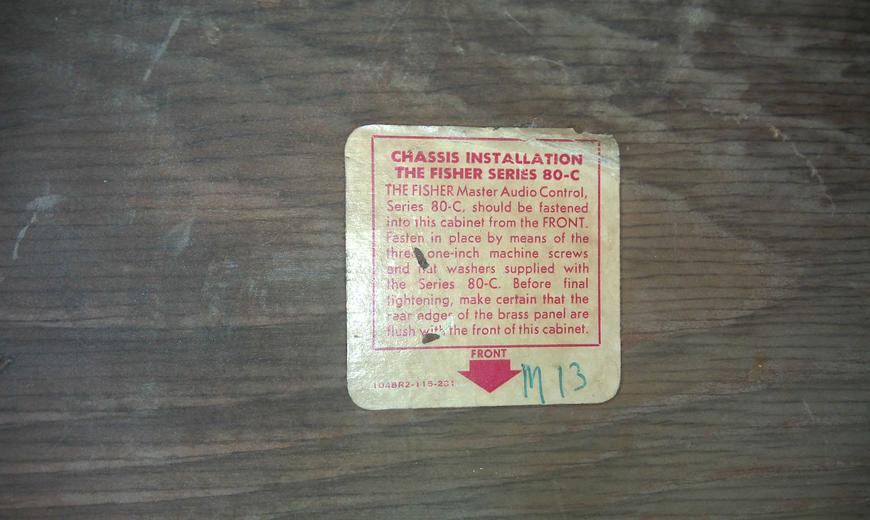 CHASSIS INSTALLATION
THE FISHER SERIES 80-C
THE FISHER Master Audio Control,
Series 80-C, should be fastened
into this cabinet from the FRONT.
Fasten in place by means of the
three one-inch machine screws
and flat washers supplied with
the Series 80-C. Before final
tightening, make certain that the
rear edges of the brass panel are
flush with the front of this cabinet.
FRONT
M 13